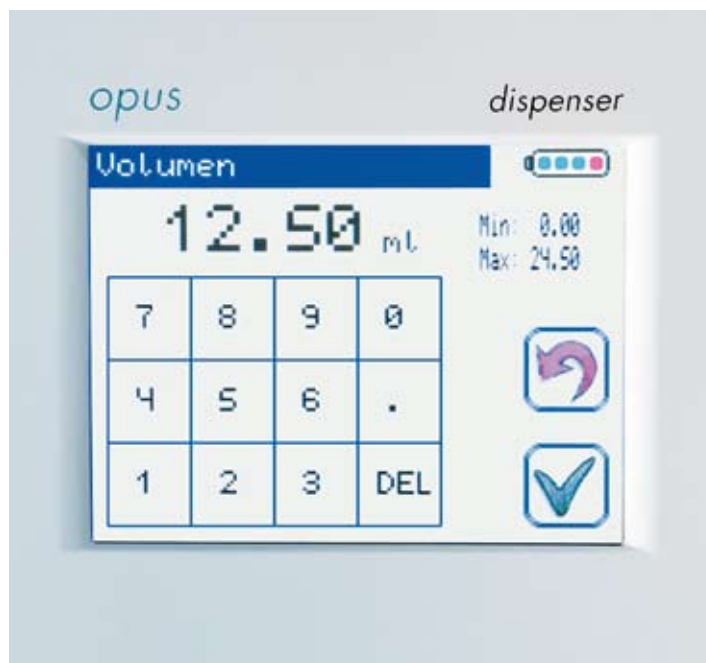 opus dispenser
Volumen
12.50 ml
Min: 0.00
Max: 24.50
7 8 9 0
4 5 6 .
1 2 3 DEL